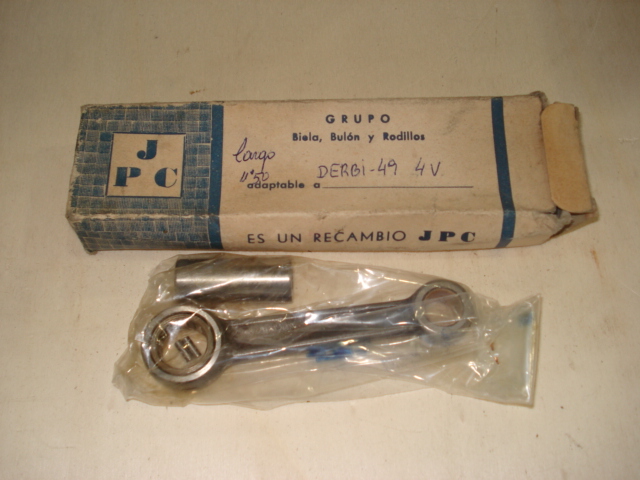 J
P C
GRUPO
Biela, Bulón y Rodillos
largo
adaptable a DERBI-49 4V.
ES UN RECAMBIO JPC